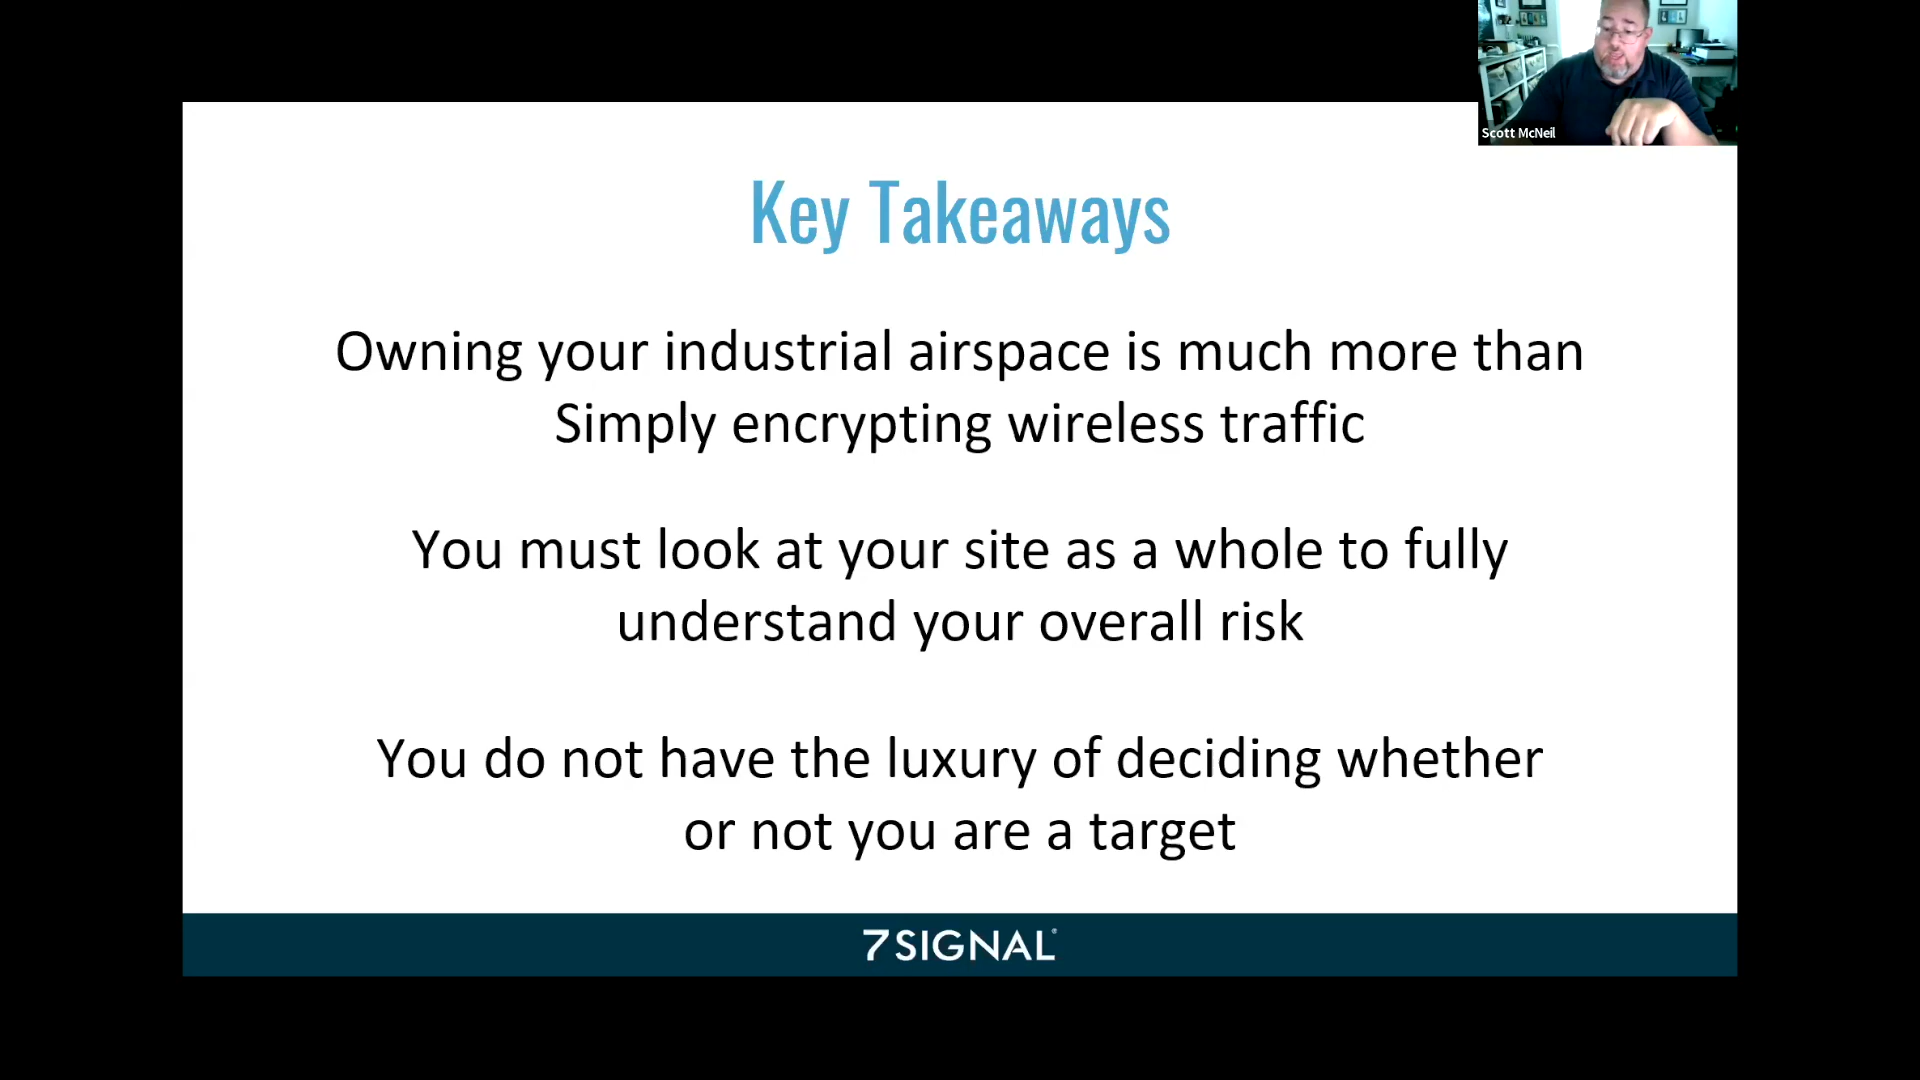 Scott McNeil
Key Takeaways
Owning your industrial airspace is much more than
Simply encrypting wireless traffic
You must look at your site as a whole to fully
understand your overall risk
You do not have the luxury of deciding whether
or not you are a target
7SIGNAL®